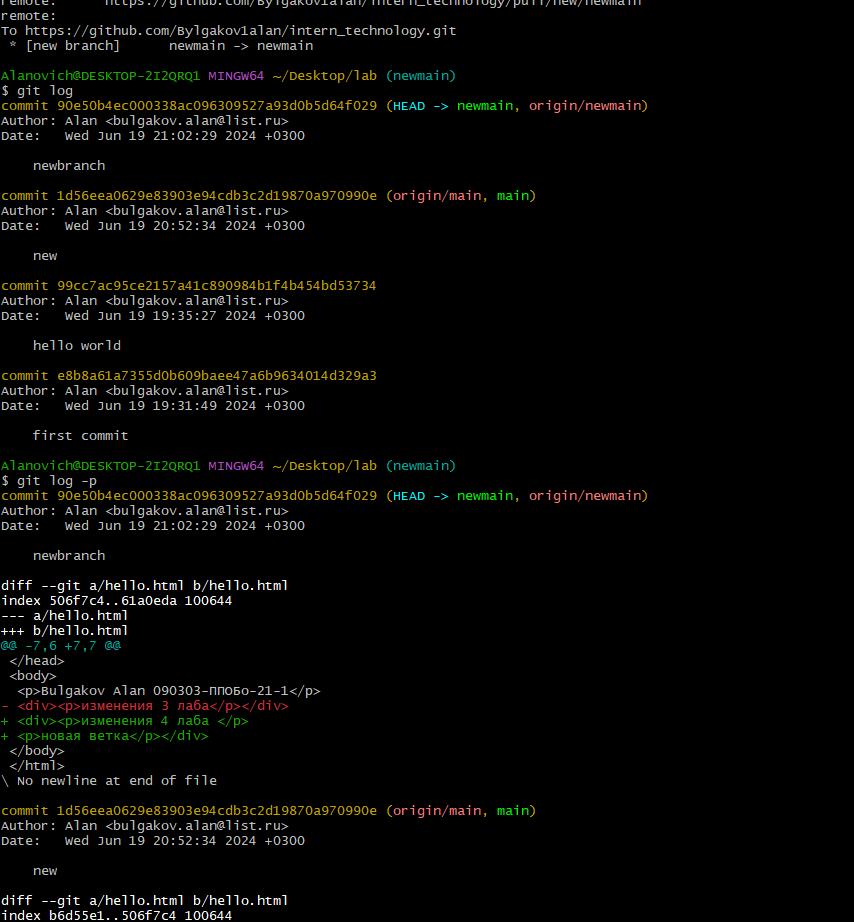 remote:      https://github.com/Bylgakov1alan/intern_technology/pull/new/newmain
remote:
To https://github.com/Bylgakov1alan/intern_technology.git
 * [new branch]      newmain -> newmain
Alanovich@DESKTOP-2I2QRQ1 MINGW64 ~/Desktop/lab (newmain)
$ git log
commit 90e50b4ec000338ac096309527a93d0b5d64f029 (HEAD -> newmain, origin/newmain)
Author: Alan <bulgakov.alan@list.ru>
Date:   Wed Jun 19 21:02:29 2024 +0300
    newbranch
commit 1d56eea0629e83903e94cdb3c2d19870a970990e (origin/main, main)
Author: Alan <bulgakov.alan@list.ru>
Date:   Wed Jun 19 20:52:34 2024 +0300
    new
commit 99cc7ac95ce2157a41c890984b1f4b454bd53734
Author: Alan <bulgakov.alan@list.ru>
Date:   Wed Jun 19 19:35:27 2024 +0300
    hello world
commit e8b8a61a7355d0b609baee47a6b9634014d329a3
Author: Alan <bulgakov.alan@list.ru>
Date:   Wed Jun 19 19:31:49 2024 +0300
    first commit
Alanovich@DESKTOP-2I2QRQ1 MINGW64 ~/Desktop/lab (newmain)
$ git log -p
commit 90e50b4ec000338ac096309527a93d0b5d64f029 (HEAD -> newmain, origin/newmain)
Author: Alan <bulgakov.alan@list.ru>
Date:   Wed Jun 19 21:02:29 2024 +0300
    newbranch
diff --git a/hello.html b/hello.html
index 506f7c4..61a0eda 100644
--- a/hello.html
+++ b/hello.html
@@ -7,6 +7,7 @@
 </head>
 <body>
  <p>Bulgakov Alan 090303-ППОБо-21-1</p>
- <div><p>изменения 3 лаба</p></div>
+ <div><p>изменения 4 лаба </p>
+ <p>новая ветка</p></div>
 </body>
 </html>
\ No newline at end of file
commit 1d56eea0629e83903e94cdb3c2d19870a970990e (origin/main, main)
Author: Alan <bulgakov.alan@list.ru>
Date:   Wed Jun 19 20:52:34 2024 +0300
    new
diff --git a/hello.html b/hello.html
index b6d55e1..506f7c4 100644